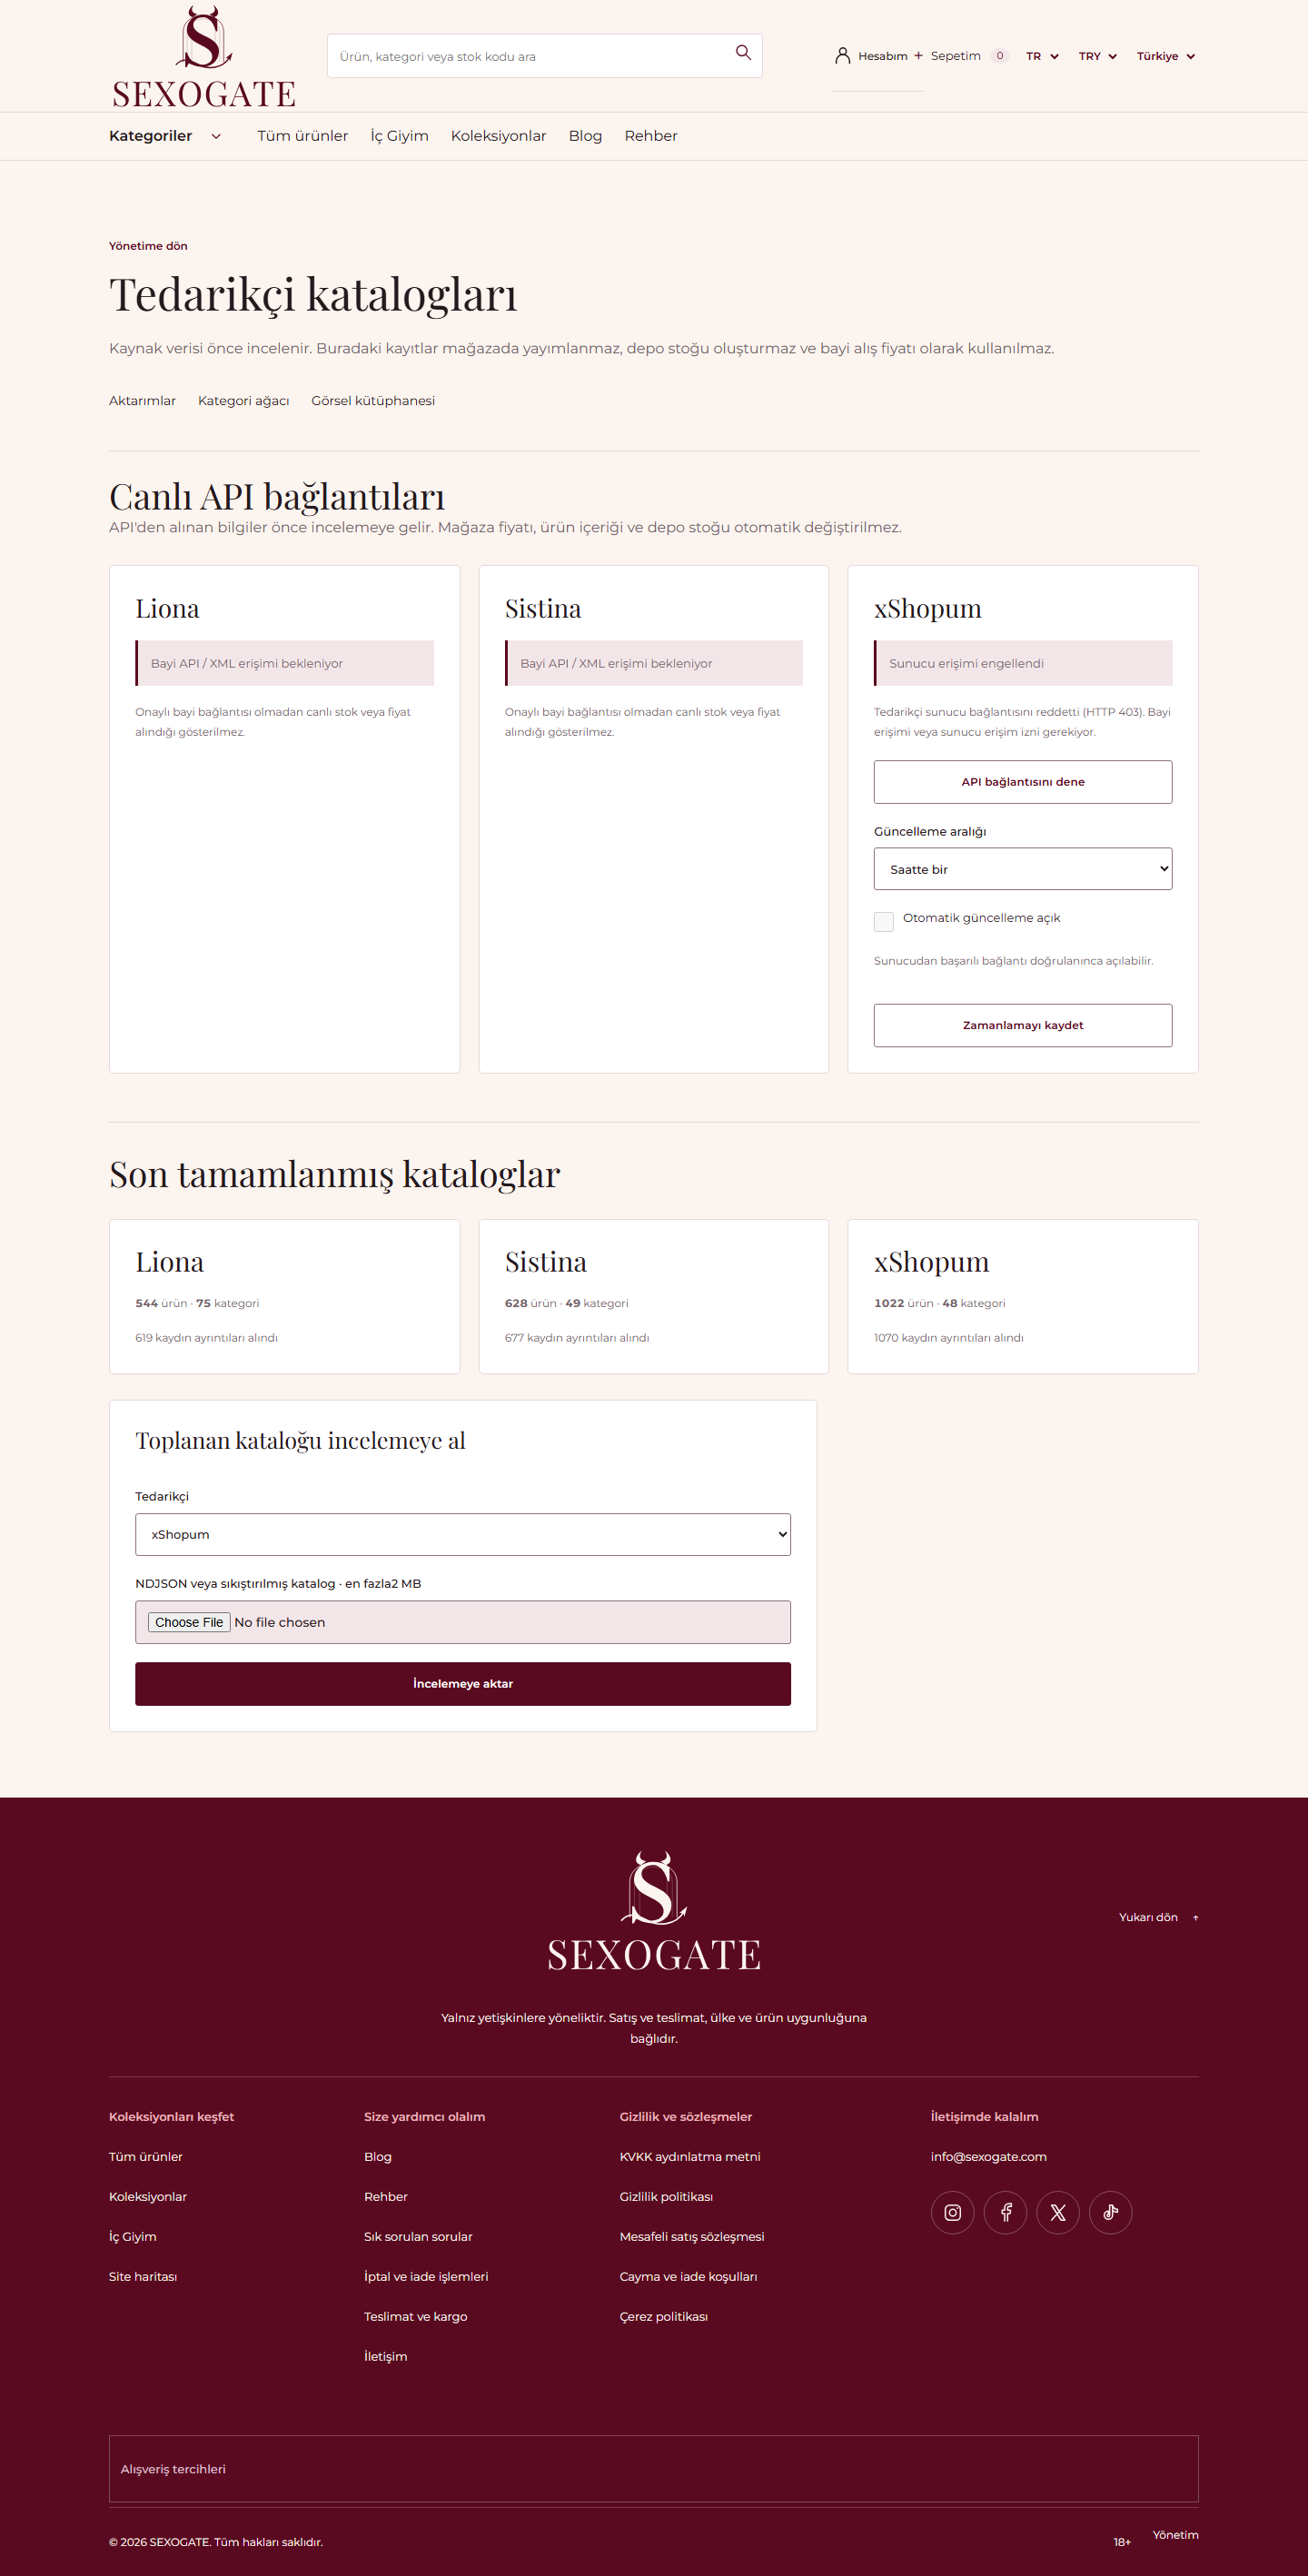 SEXOGATE
Ürün, kategori veya stok kodu ara
Hesabım + Sepetim 0 TR TRY Türkiye
Kategoriler Tüm ürünler İç Giyim Koleksiyonlar Blog Rehber
Yönetime dön
Tedarikçi katalogları
Kaynak verisi önce incelenir. Buradaki kayıtlar mağazada yayımlanmaz, depo stoğu oluşturmaz ve bayi alış fiyatı olarak kullanılmaz.
Aktarımlar Kategori ağacı Görsel kütüphanesi
Canlı API bağlantıları
API'den alınan bilgiler önce incelemeye gelir. Mağaza fiyatı, ürün içeriği ve depo stoğu otomatik değiştirilmez.
Liona
Bayi API / XML erişimi bekleniyor
Onaylı bayi bağlantısı olmadan canlı stok veya fiyat
alındığı gösterilmez.
Sistina
Bayi API / XML erişimi bekleniyor
Onaylı bayi bağlantısı olmadan canlı stok veya fiyat
alındığı gösterilmez.
xShopum
Sunucu erişimi engellendi
Tedarikçi sunucu bağlantısını reddetti (HTTP 403). Bayi
erişimi veya sunucu erişim izni gerekiyor.
API bağlantısını dene
Güncelleme aralığı
Saatte bir
Otomatik güncelleme açık
Sunucudan başarılı bağlantı doğrulanınca açılabilir.
Zamanlamayı kaydet
Son tamamlanmış kataloglar
Liona
544 ürün · 75 kategori
619 kaydın ayrıntıları alındı
Sistina
628 ürün · 49 kategori
677 kaydın ayrıntıları alındı
xShopum
1022 ürün · 48 kategori
1070 kaydın ayrıntıları alındı
Toplanan kataloğu incelemeye al
Tedarikçi
xShopum
NDJSON veya sıkıştırılmış katalog · en fazla2 MB
Choose File No file chosen
İncelemeye aktar
SEXOGATE
Yukarı dön ↑
Yalnız yetişkinlere yöneliktir. Satış ve teslimat, ülke ve ürün uygunluğuna
bağlıdır.
Koleksiyonları keşfet
Tüm ürünler
Koleksiyonlar
İç Giyim
Site haritası
Size yardımcı olalım
Blog
Rehber
Sık sorulan sorular
İptal ve iade işlemleri
Teslimat ve kargo
İletişim
Gizlilik ve sözleşmeler
KVKK aydınlatma metni
Gizlilik politikası
Mesafeli satış sözleşmesi
Cayma ve iade koşulları
Çerez politikası
İletişimde kalalım
info@sexogate.com
Alışveriş tercihleri
© 2026 SEXOGATE. Tüm hakları saklıdır.
18+ Yönetim